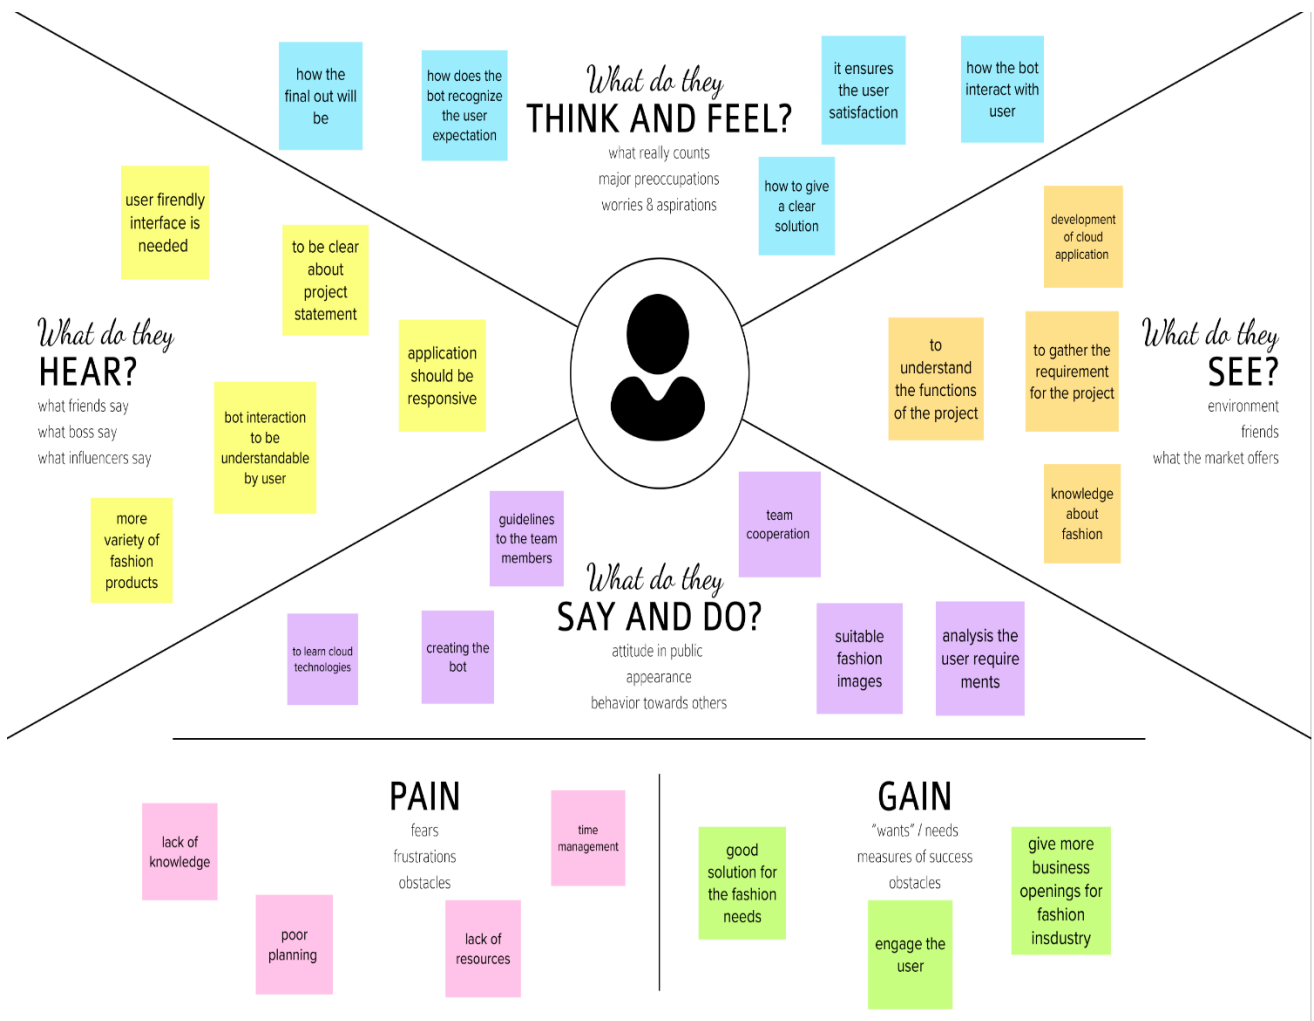 how the
final out will
be
how does the
bot recognize
the user
expectation
What do they
THINK AND FEEL?
what really counts
major preoccupations
worries & aspirations
it ensures
the user
satisfaction
how the bot
interact with
user
how to give
a clear
solution
user firendly
interface is
needed
to be clear
about
project
statement
application
should be
responsive
What do they
HEAR?
what friends say
what boss say
what influencers say
bot interaction
to be
understandable
by user
more
variety of
fashion
products
development
of cloud
application
to
understand
the functions
of the project
to gather the
requirement
for the project
What do they
SEE?
environment
friends
what the market offers
knowledge
about
fashion
guidelines
to the team
members
team
cooperation
What do they
SAY AND DO?
attitude in public
appearance
behavior towards others
to learn cloud
technologies
creating the
bot
suitable
fashion
images
analysis the
user require
ments
PAIN
fears
frustrations
obstacles
lack of
knowledge
poor
planning
lack of
resources
time
management
GAIN
"wants" / needs
measures of success
obstacles
good
solution for
the fashion
needs
engage the
user
give more
business
openings for
fashion
insdustry